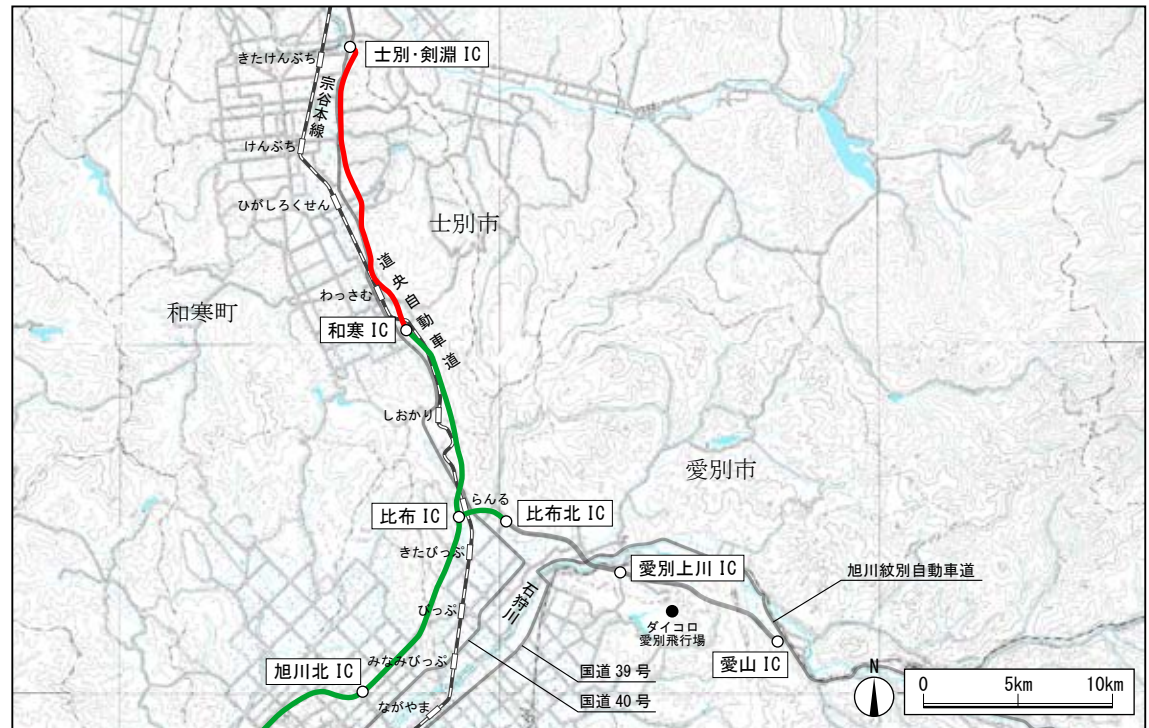 士別・剣淵 IC
きたけんぶち
宗谷本線
けんぶち
ひがしろくせん
士別市
道央自動車道
わっさむ
和寒町
和寒 IC
しおかり
愛別市
らんる
比布 IC
比布北 IC
きたぴっぷ
愛別上川 IC
旭川紋別自動車道
石狩川
ぴっぷ
ダイコロ
愛別飛行場
みなみぴっぷ
愛山 IC
旭川北 IC
国道 39 号
国道 40 号
ながやま
N
0 5km 10km